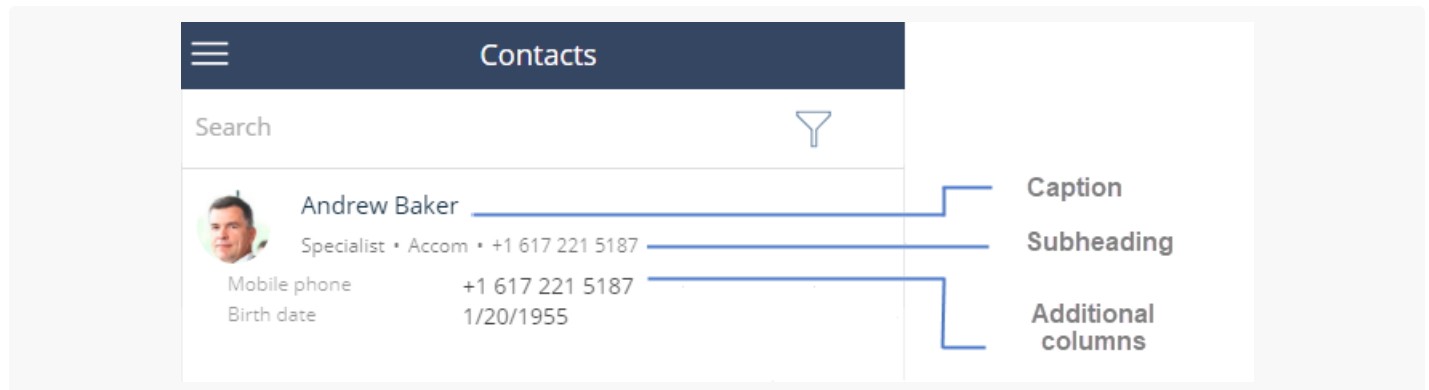 Contacts
Search
Andrew Baker
Caption
Specialist • Accom • +1 617 221 5187
Subheading
Mobile phone +1 617 221 5187
Birth date 1/20/1955
Additional
columns